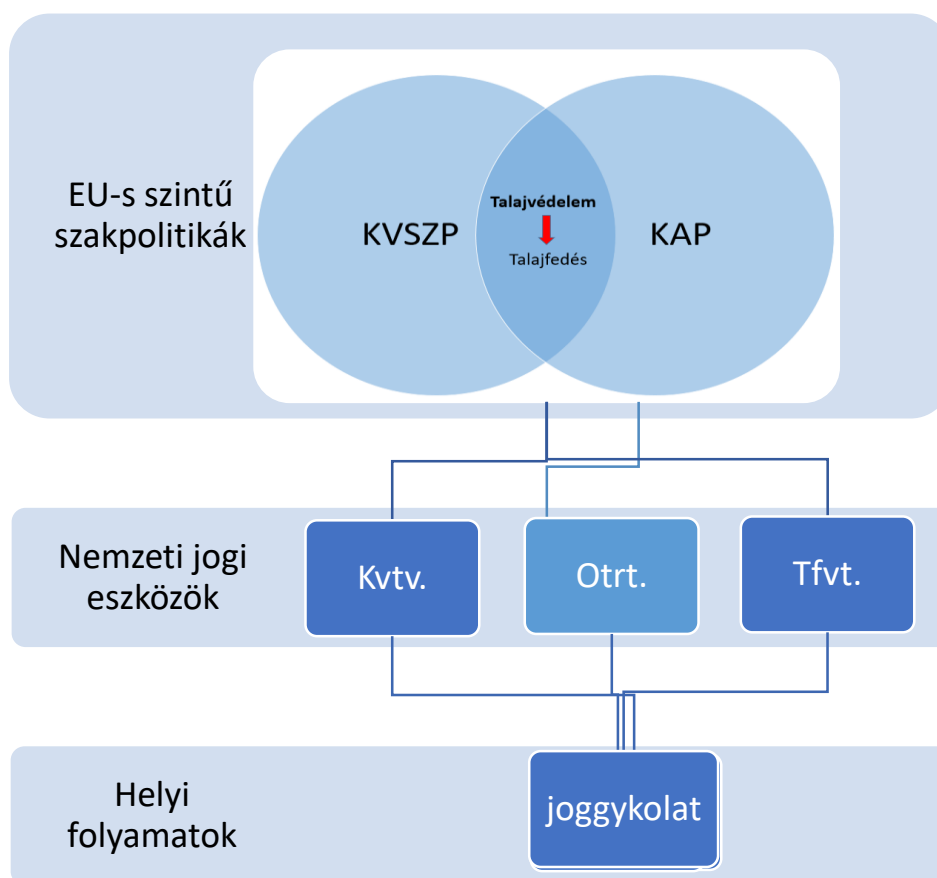 EU-s szintű
szakpolitikák
KVSZP
Talajvédelem
Talajfedés
KAP
Nemzeti jogi
eszközök
Kvtv.
Otrt.
Tfvt.
Helyi
folyamatok
joggykolat